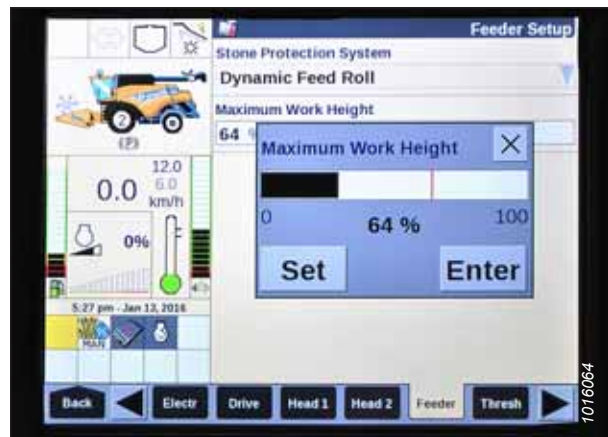 Feeder Setup
Stone Protection System
Dynamic Feed Roll
Maximum Work Height
64
Maximum Work Height
0 64 % 100
Set Enter
2
(P)
12.0
0.0 6.0
km/h
0%
5:27 pm - Jan 13, 2016
MAN
Back Electr Drive Head 1 Head 2 Feeder Thresh
1016064